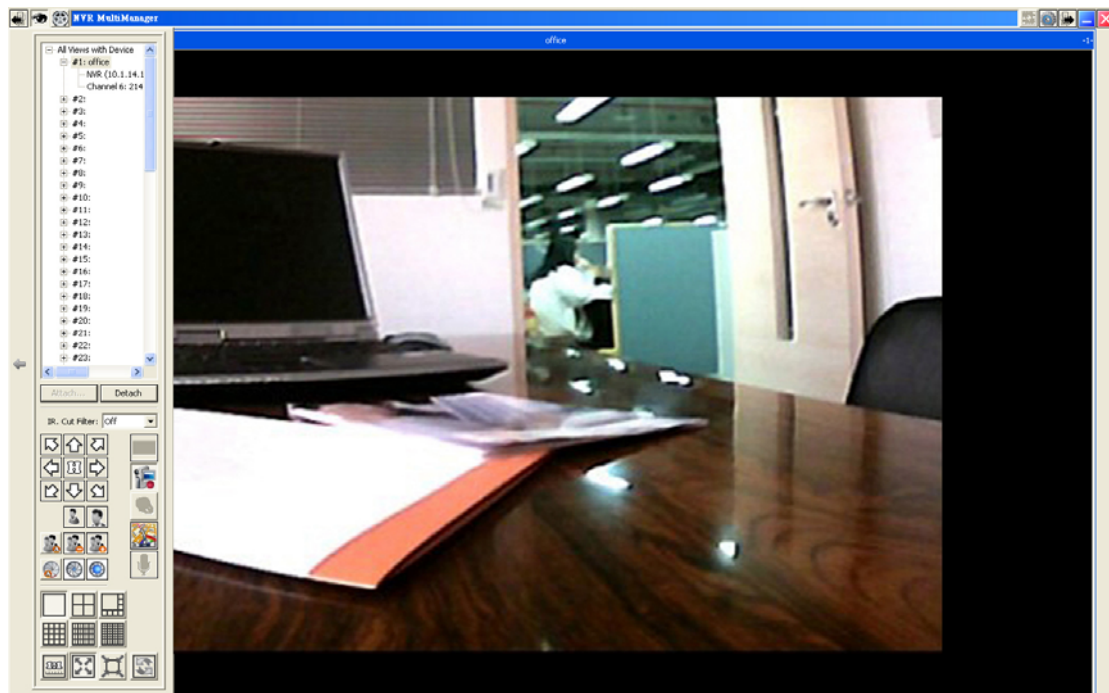 NVR MultiManager
office
-1-
All Views with Device
#1: office
NVR (10.1.14.1
Channel 6: 214
#2:
#3:
#4:
#5:
#6:
#7:
#8:
#9:
#10:
#11:
#12:
#13:
#14:
#15:
#16:
#17:
#18:
#19:
#20:
#21:
#22:
#23:
Attach... Detach
IR. Cut Filter: Off